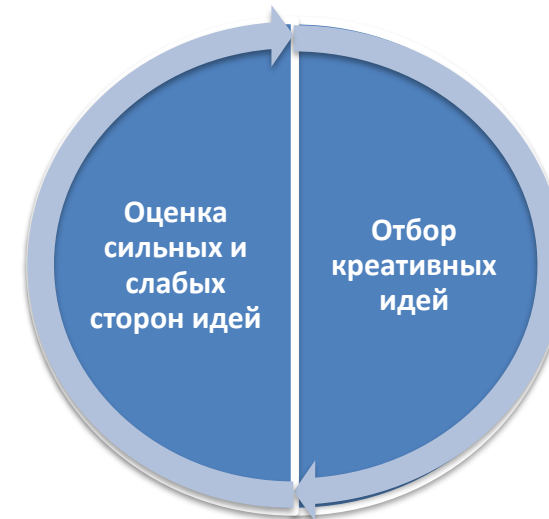 Оценка
сильных и
слабых
сторон идей
Отбор
креативных
идей